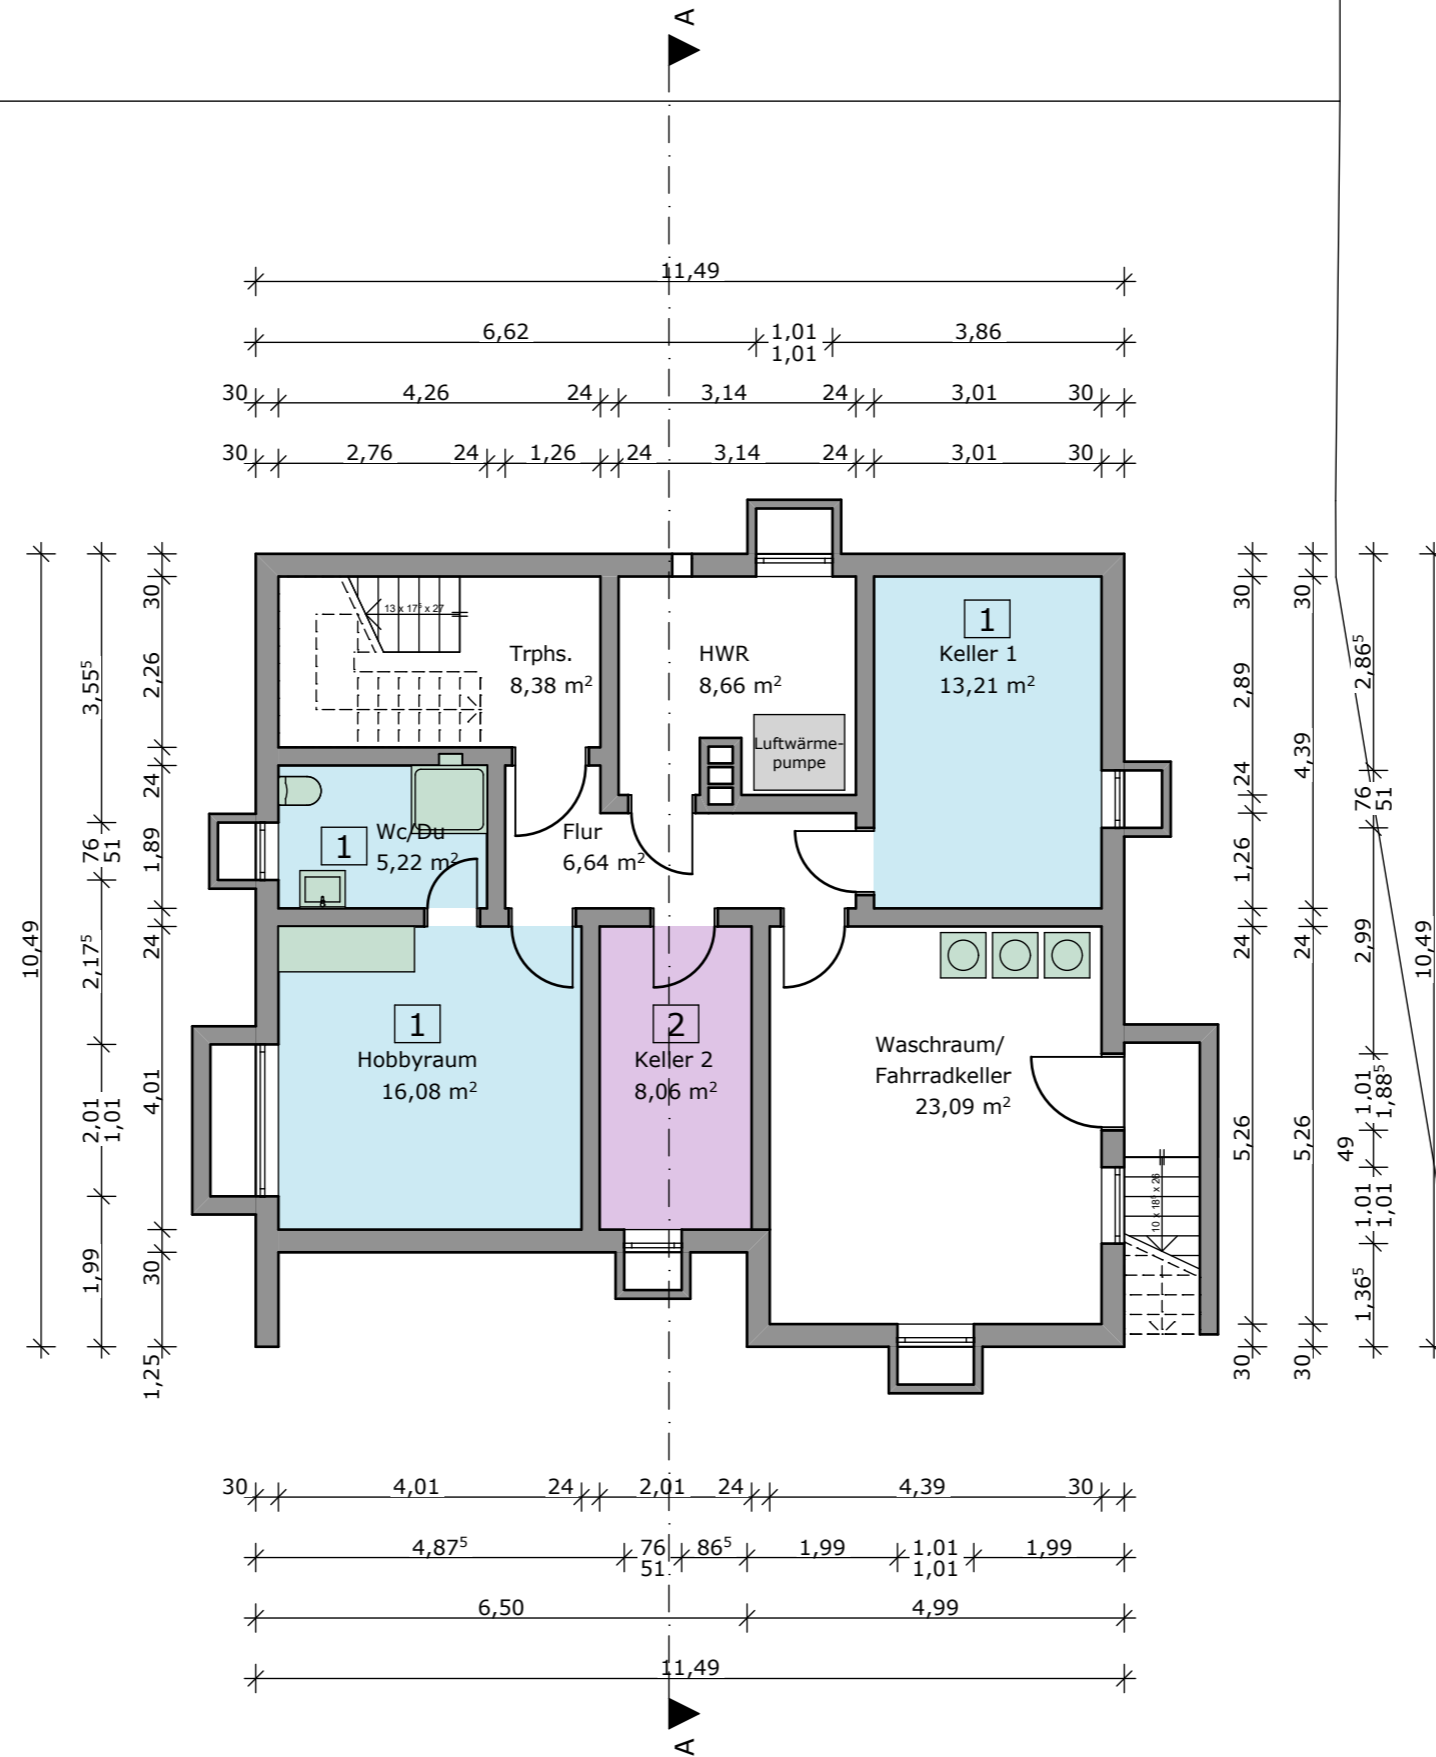 A
11,49
6,62 1,01 3,86
1,01
30 4,26 24 3,14 24 3,01 30
30 2,76 24 1,26 24 3,14 24 3,01 30
13 x 17⁵ x 27
Trphs.
8,38 m²
HWR
8,66 m²
1
Keller 1
13,21 m²
Luftwärme-
pumpe
1
Wc/Du
5,22 m²
Flur
6,64 m²
1
Hobbyraum
16,08 m²
2
Keller 2
8,06 m²
Waschraum/
Fahrradkeller
23,09 m²
10,49
3,55⁵
76
51
2,17⁵
2,01
1,01
1,99
30
2,26
24
1,89
24
4,01
30
1,25
30
2,89
24
1,26
24
5,26
30
30
4,39
24
5,26
30
2,86⁵
76
51
2,99
1,01
1,88⁵
49
1,01
1,01
1,36⁵
10,49
30 4,01 24 2,01 24 4,39 30
4,87⁵ 76 86⁵ 1,99 1,01 1,99
51 1,01
6,50 4,99
11,49
A